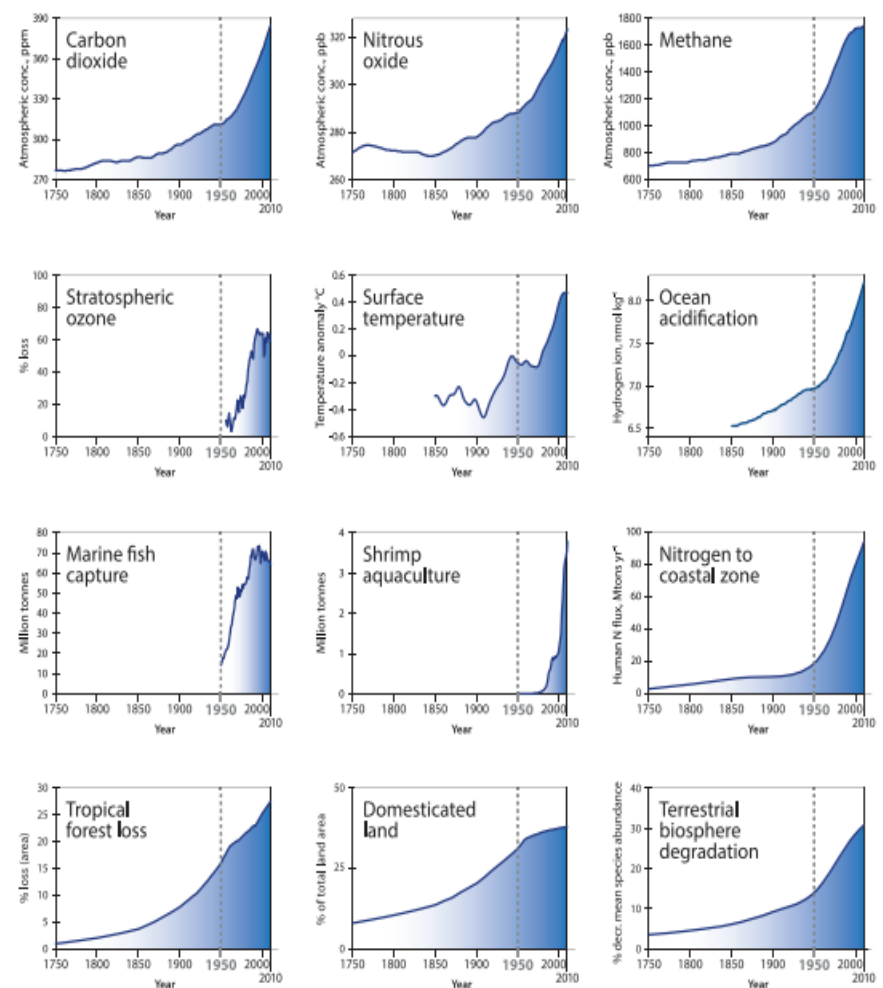 Carbon
dioxide
Atmospheric conc., ppm
390
360
330
300
270
1750 1800 1850 1900 1950 2000
2010
Year
Nitrous
oxide
Atmospheric conc., ppb
320
300
280
260
1750 1800 1850 1900 1950 2000
2010
Year
Methane
Atmospheric conc., ppb
1800
1600
1400
1200
1000
800
600
1750 1800 1850 1900 1950 2000
2010
Year
Stratospheric
ozone
% loss
100
80
60
40
20
0
1750 1800 1850 1900 1950 2000
2010
Year
Surface
temperature
Temperature anomaly °C
0.6
0.4
0.2
0
-0.2
-0.4
-0.6
1750 1800 1850 1900 1950 2000
2010
Year
Ocean
acidification
Hydrogen ion, nmol kg⁻¹
8.0
7.5
7.0
6.5
1750 1800 1850 1900 1950 2000
2010
Year
Marine fish
capture
Million tonnes
80
70
60
50
40
30
20
10
0
1750 1800 1850 1900 1950 2000
2010
Year
Shrimp
aquaculture
Million tonnes
4
3
2
1
0
1750 1800 1850 1900 1950 2000
2010
Year
Nitrogen to
coastal zone
Human N flux, Mtons yr⁻¹
100
80
60
40
20
0
1750 1800 1850 1900 1950 2000
2010
Year
Tropical
forest loss
% loss (area)
30
25
20
15
10
5
0
1750 1800 1850 1900 1950 2000
2010
Year
Domesticated
land
% of total land area
50
25
0
1750 1800 1850 1900 1950 2000
2010
Year
Terrestrial
biosphere
degradation
% decr. mean species abundance
40
30
20
10
0
1750 1800 1850 1900 1950 2000
2010
Year